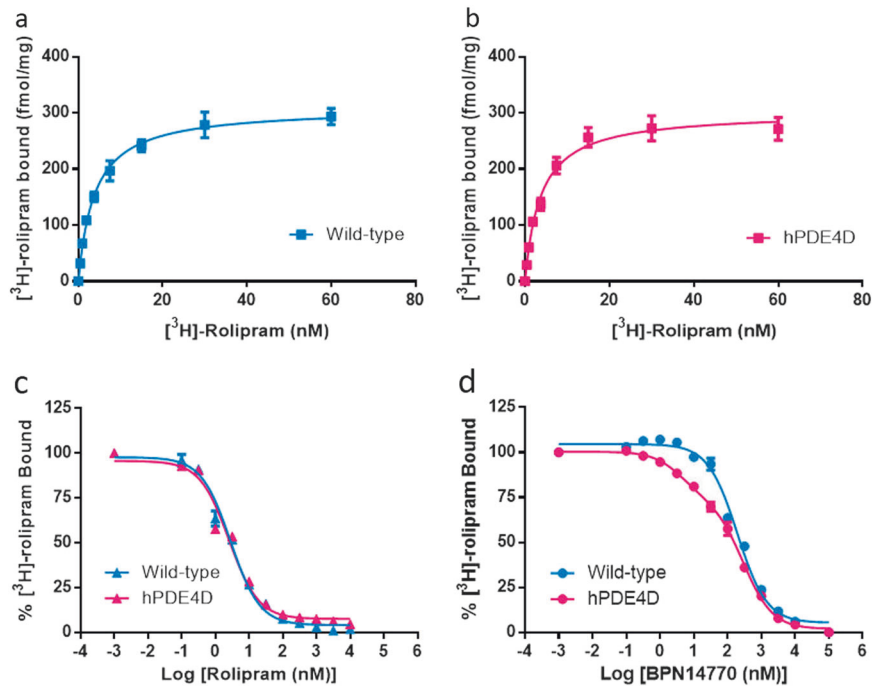 a
[³H]-rolipram bound (fmol/mg)
400
300
200
100
0
0 20 40 60 80
[³H]-Rolipram (nM)
Wild-type
b
[³H]-rolipram bound (fmol/mg)
400
300
200
100
0
0 20 40 60 80
[³H]-Rolipram (nM)
hPDE4D
c
% [³H]-rolipram Bound
125
100
75
50
25
0
-3 -2 -1 0 1 2 3 4 5
Log [Rolipram (nM)]
Wild-type
hPDE4D
d
% [³H]-rolipram Bound
125
100
75
50
25
0
-4 -3 -2 -1 0 1 2 3 4 5
Log [BPN14770 (nM)]
Wild-type
hPDE4D